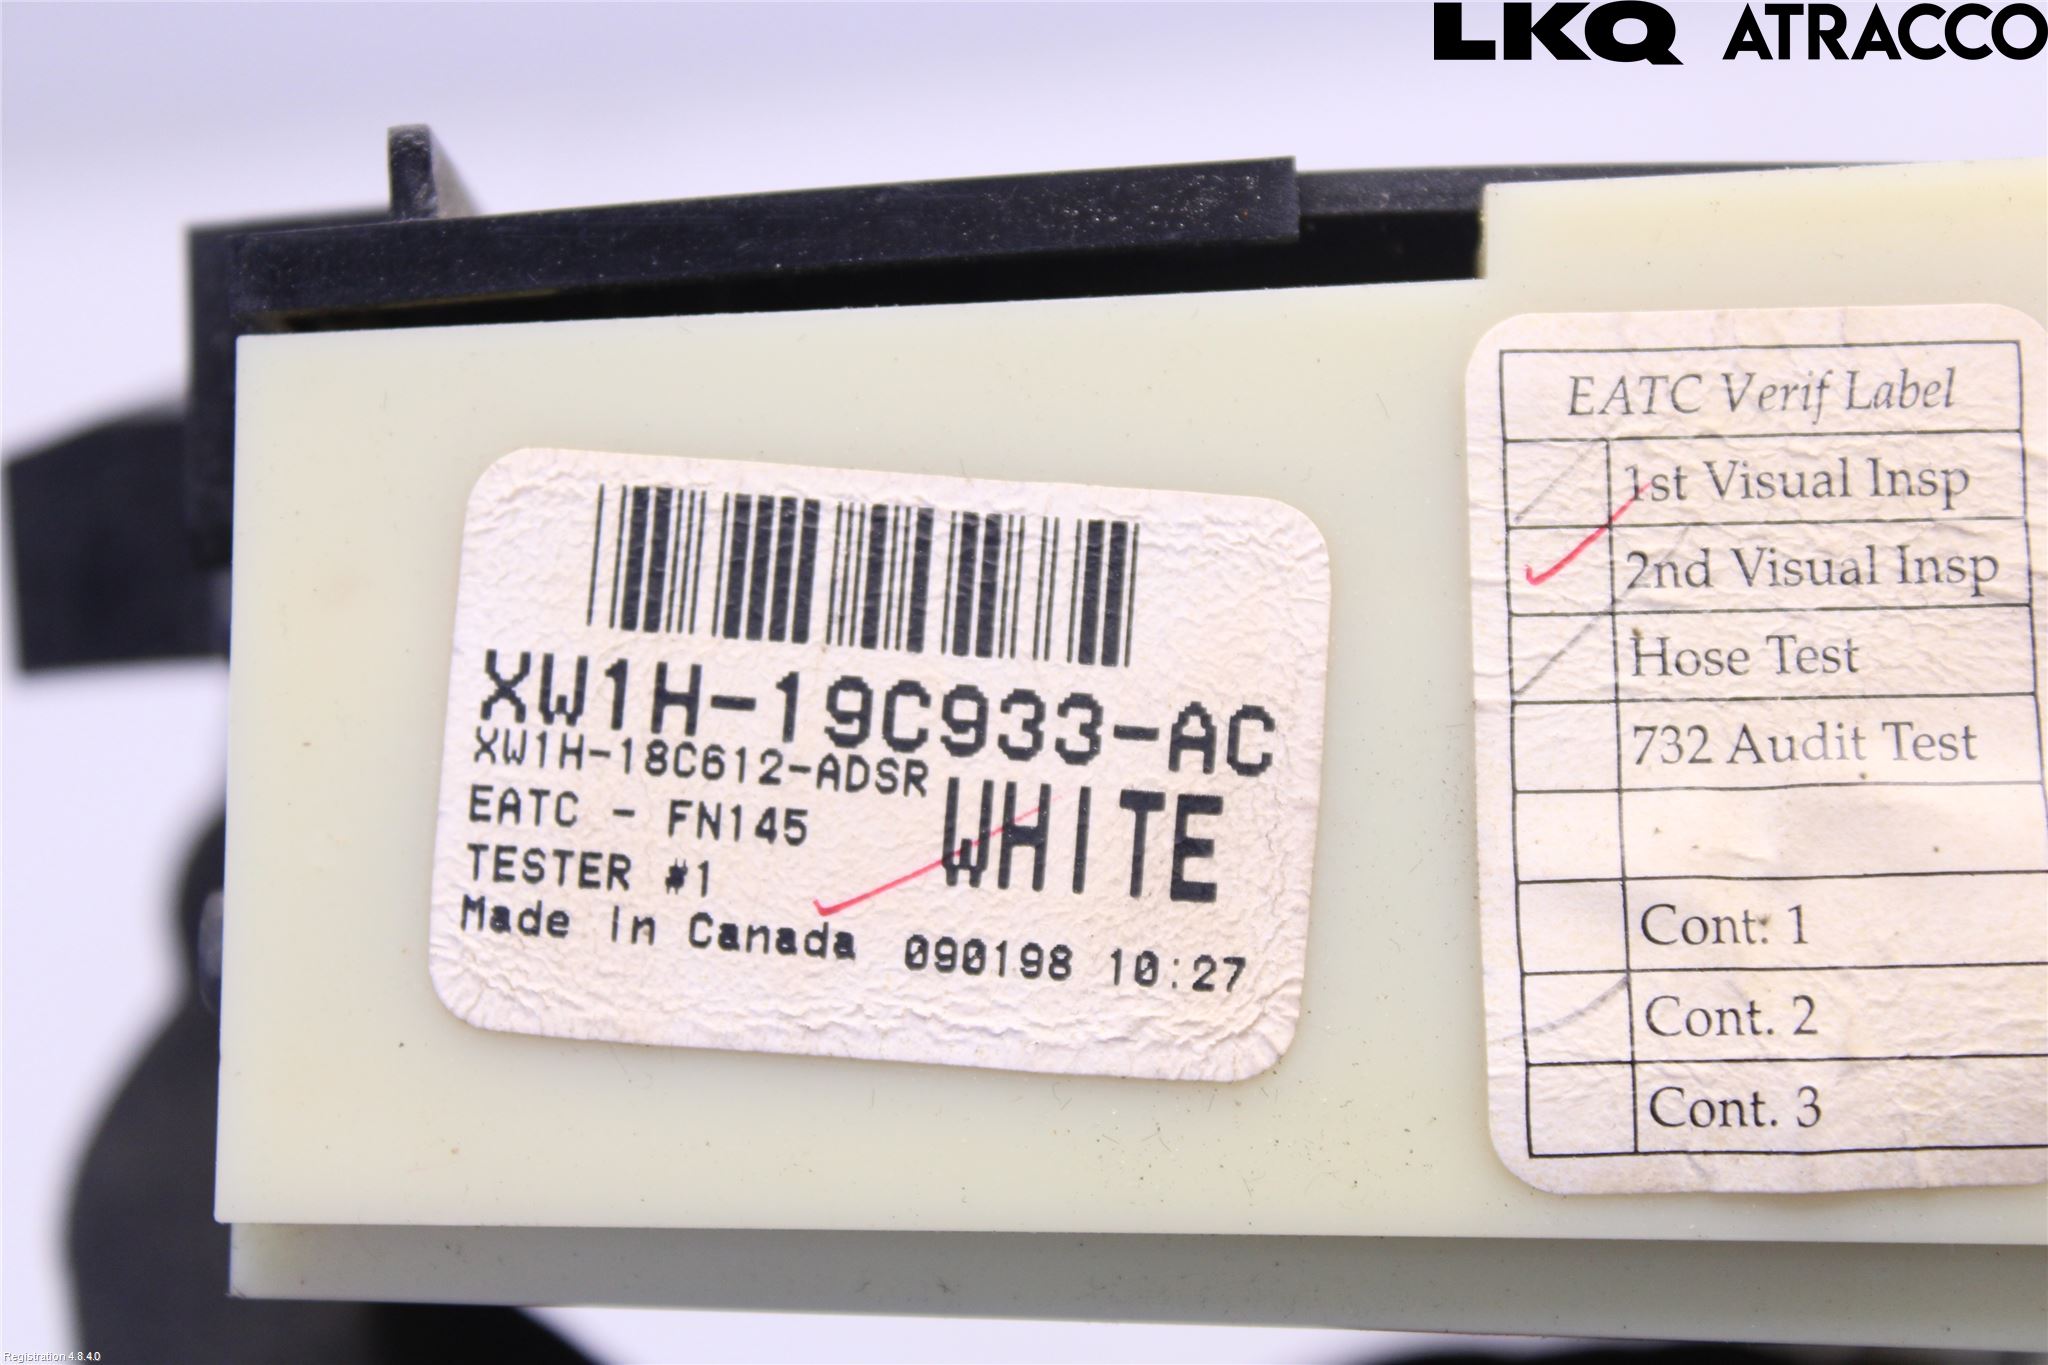 LKQ ATRACCO
XW1H-19C933-AC
XW1H-18C612-ADSR
EATC - FN145
WHITE
TESTER #1
Made in Canada 090198 10:27
EATC Verif Label
1st Visual Insp
2nd Visual Insp
Hose Test
732 Audit Test
Cont. 1
Cont. 2
Cont. 3
Registration 4.8.4.0